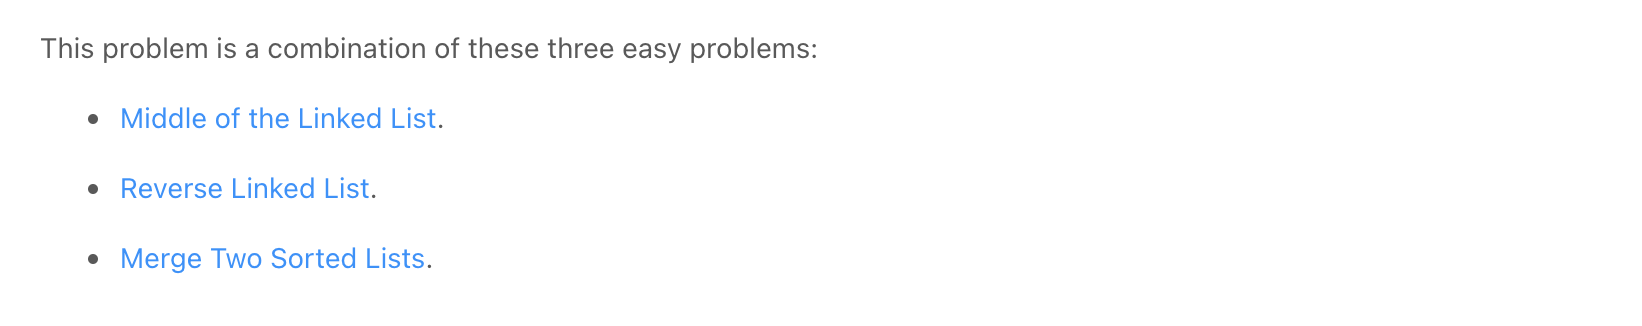 This problem is a combination of these three easy problems:
• Middle of the Linked List.
• Reverse Linked List.
• Merge Two Sorted Lists.